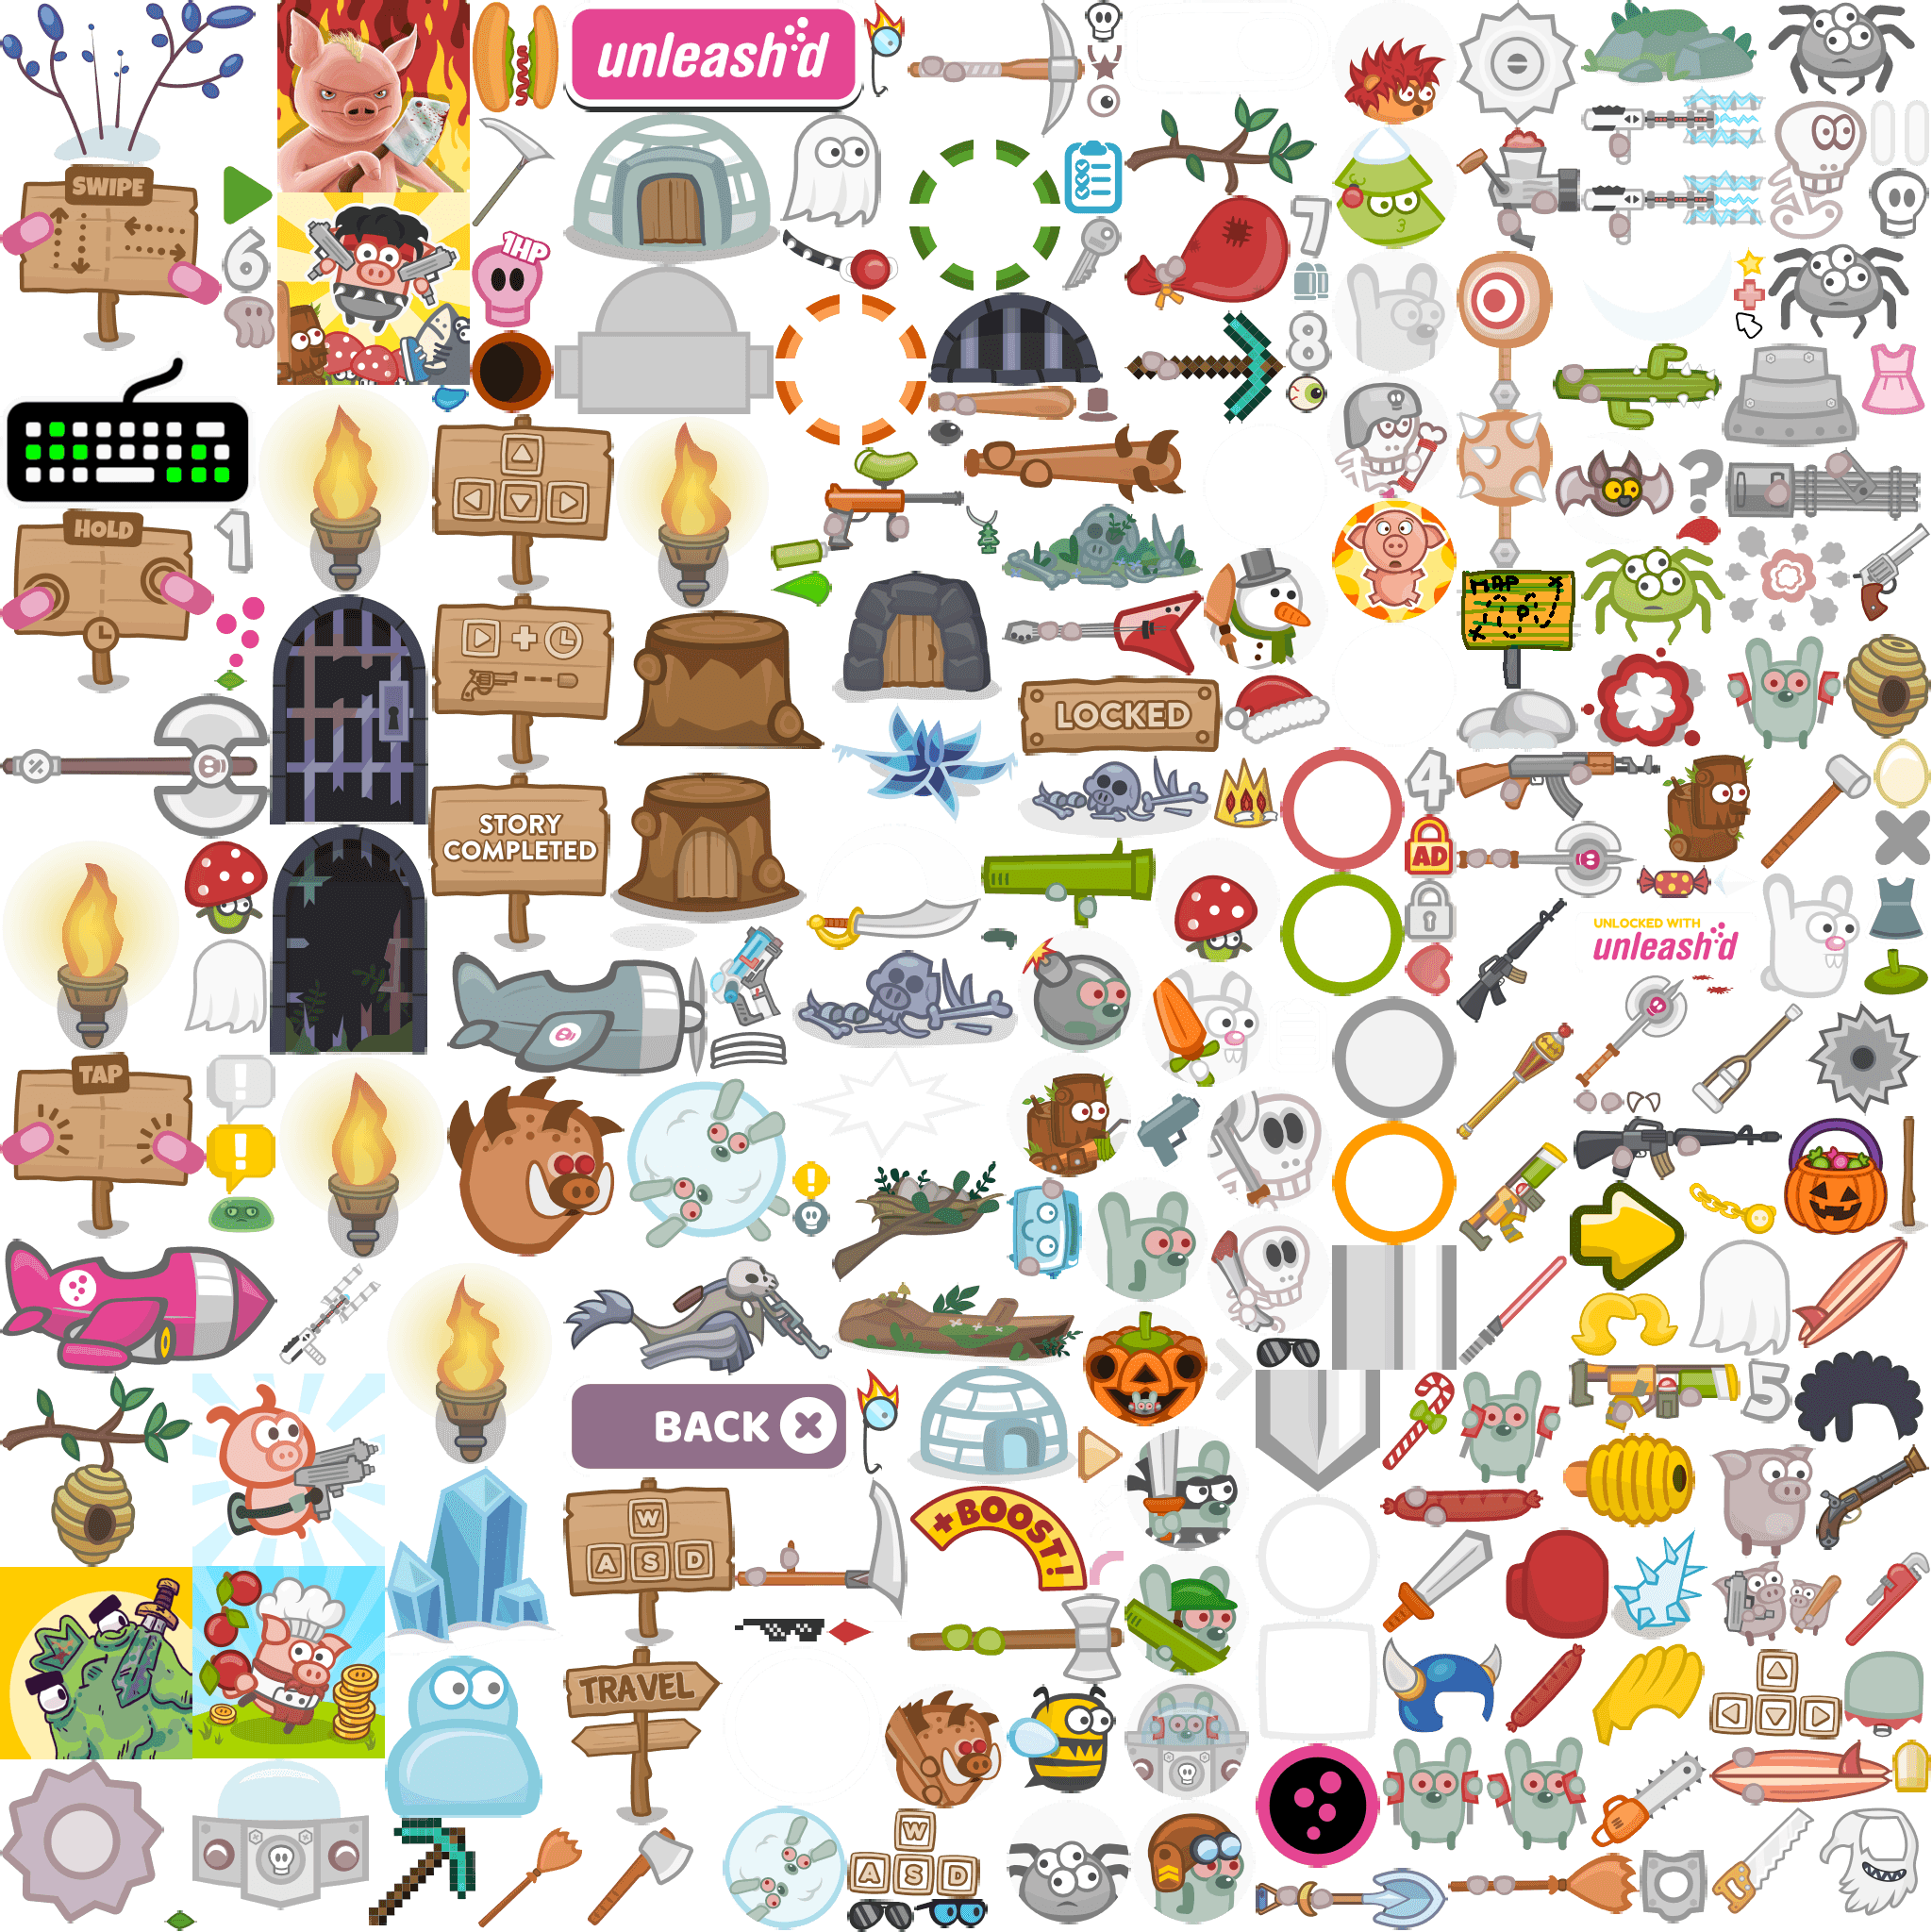 unleash'd
SWIPE
6
1HP
7
8
HOLD
1
?
MAP
LOCKED
4
AD
STORY
COMPLETED
UNLOCKED WITH
unleash'd
TAP
!
!
!
5
BACK
W
A S D
+BOOST!
TRAVEL
W
A S D